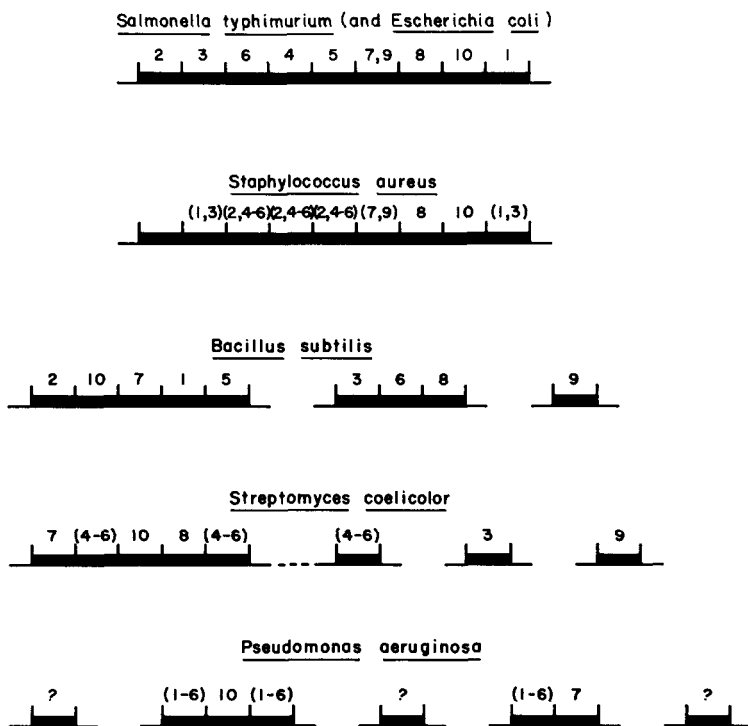 Salmonella typhimurium (and Escherichia coli)
2 3 6 4 5 7,9 8 10 1
Staphylococcus aureus
(1,3) (2,4-6) (2,4-6) (2,4-6) (7,9) 8 10 (1,3)
Bacillus subtilis
2 10 7 1 5 3 6 8 9
Streptomyces coelicolor
7 (4-6) 10 8 (4-6) (4-6) 3 9
Pseudomonas aeruginosa
? (1-6) 10 (1-6) ? (1-6) 7 ?